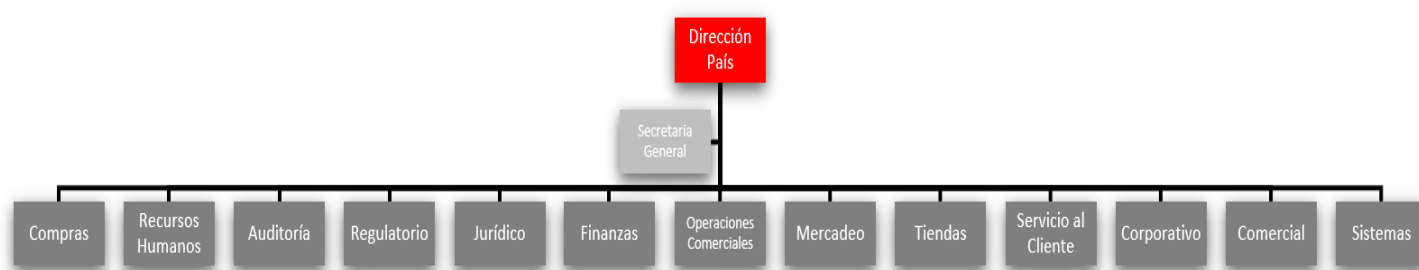 Dirección
País
Secretaria
General
Compras
Recursos
Humanos
Auditoría
Regulatorio
Jurídico
Finanzas
Operaciones
Comerciales
Mercadeo
Tiendas
Servicio al
Cliente
Corporativo
Comercial
Sistemas